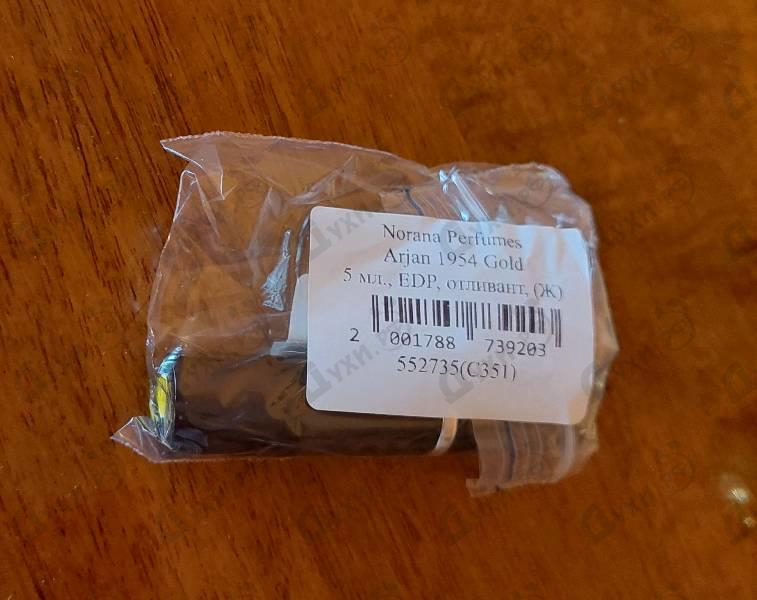 Norana Perfumes
Arjan 1954 Gold
5 мл., EDP, отливант, (Ж)
2 001788 739203
552735(C351)